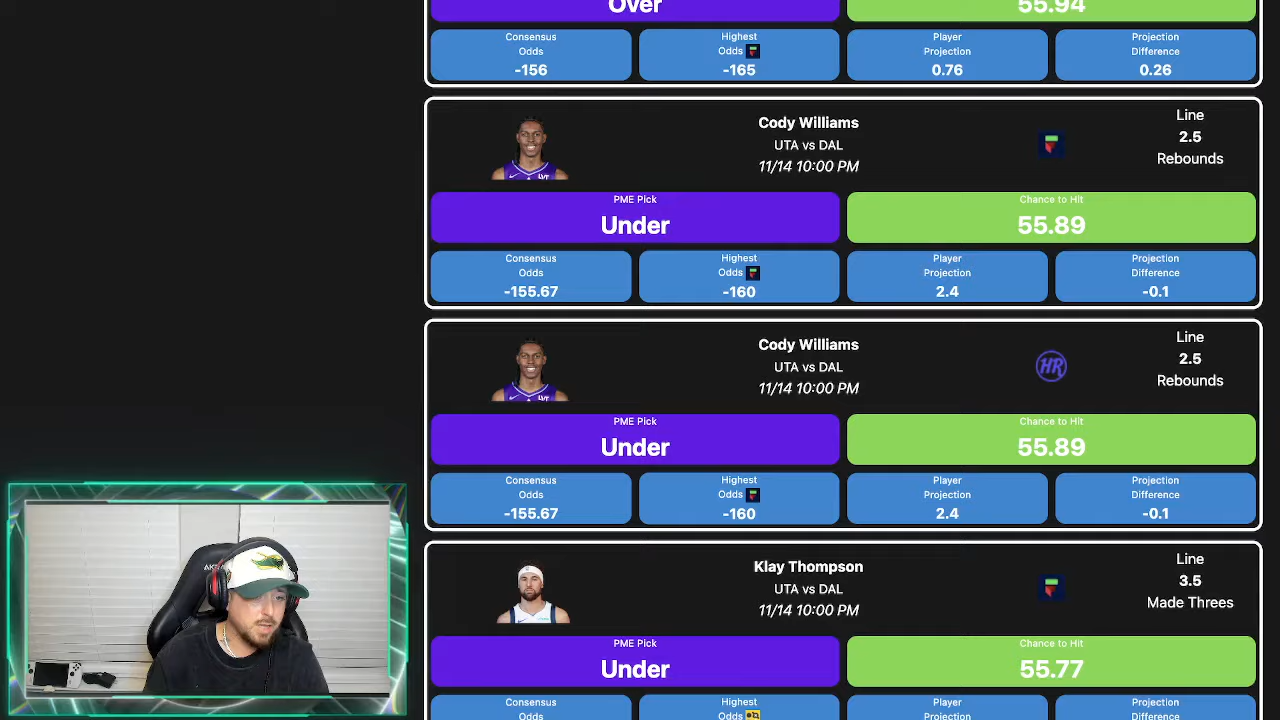 Over
55.94
Consensus
Odds
-156
Highest
Odds
-165
Player
Projection
0.76
Projection
Difference
0.26
Cody Williams
UTA vs DAL
11/14 10:00 PM
Line
2.5
Rebounds
PME Pick
Under
Chance to Hit
55.89
Consensus
Odds
-155.67
Highest
Odds
-160
Player
Projection
2.4
Projection
Difference
-0.1
Cody Williams
UTA vs DAL
11/14 10:00 PM
HR
Line
2.5
Rebounds
PME Pick
Under
Chance to Hit
55.89
Consensus
Odds
-155.67
Highest
Odds
-160
Player
Projection
2.4
Projection
Difference
-0.1
Klay Thompson
UTA vs DAL
11/14 10:00 PM
Line
3.5
Made Threes
PME Pick
Under
Chance to Hit
55.77
Consensus
Odds
Highest
Odds
Player
Projection
Projection
Difference